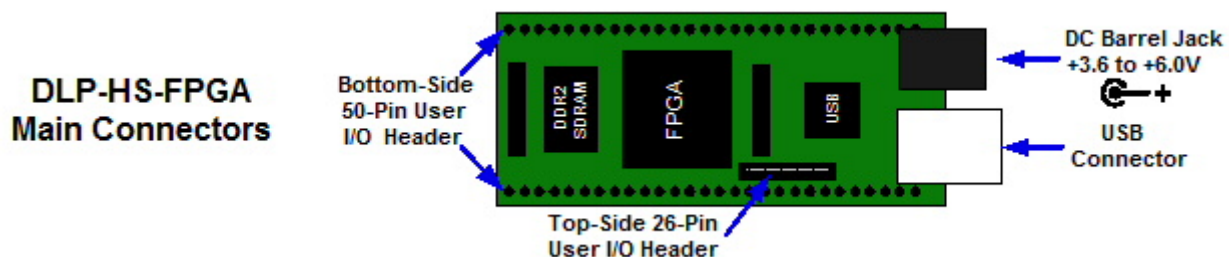 DLP-HS-FPGA
Main Connectors
Bottom-Side
50-Pin User
I/O Header
DDR2
SDRAM
FPGA
USB
Top-Side 26-Pin
User I/O Header
DC Barrel Jack
+3.6 to +6.0V
+
USB
Connector